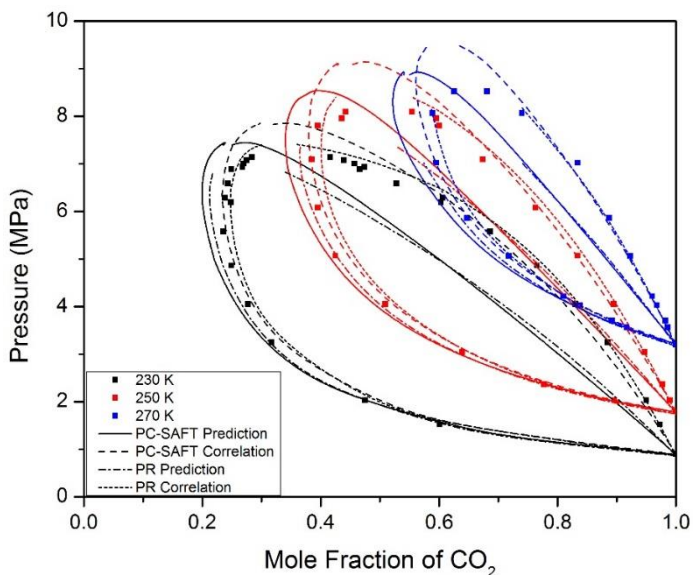 10
8
6
4
2
0
Pressure (MPa)
230 K
250 K
270 K
PC-SAFT Prediction
PC-SAFT Correlation
PR Prediction
PR Correlation
0.0 0.2 0.4 0.6 0.8 1.0
Mole Fraction of CO₂